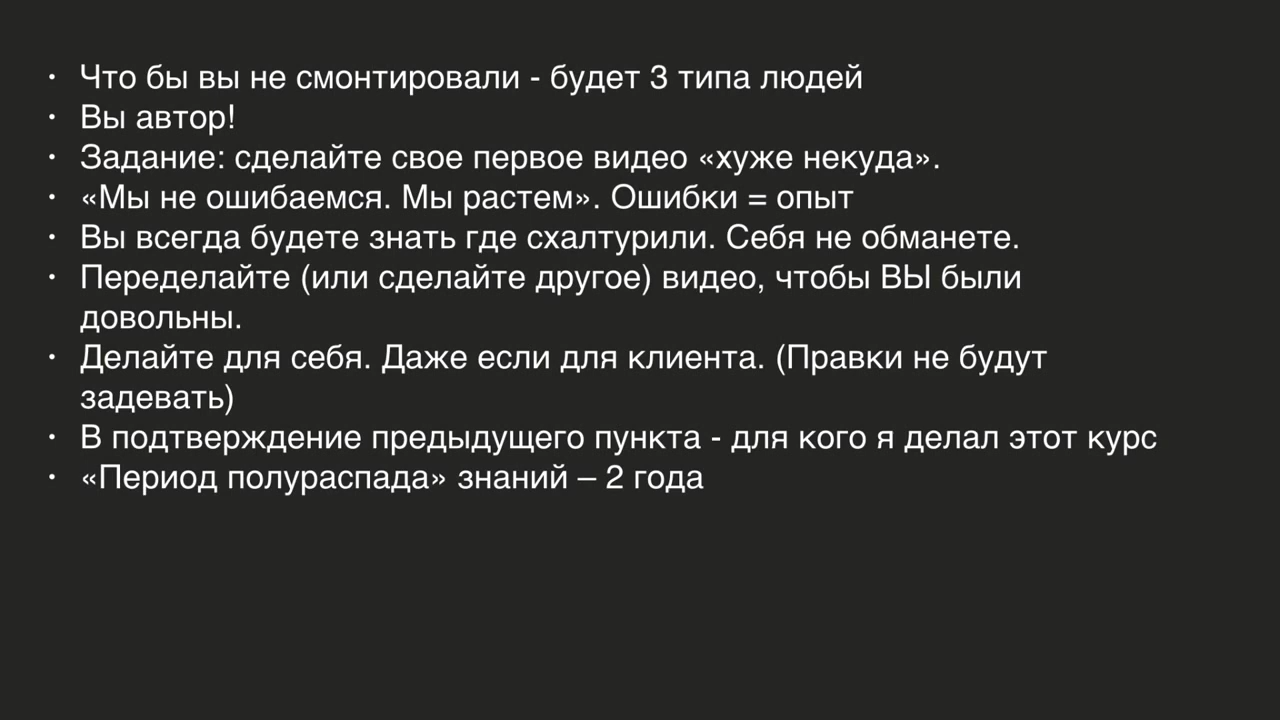 • Что бы вы не смонтировали - будет 3 типа людей
• Вы автор!
• Задание: сделайте свое первое видео «хуже некуда».
• «Мы не ошибаемся. Мы растем». Ошибки = опыт
• Вы всегда будете знать где схалтурили. Себя не обманете.
• Переделайте (или сделайте другое) видео, чтобы ВЫ были
довольны.
• Делайте для себя. Даже если для клиента. (Правки не будут
задевать)
• В подтверждение предыдущего пункта - для кого я делал этот курс
• «Период полураспада» знаний – 2 года